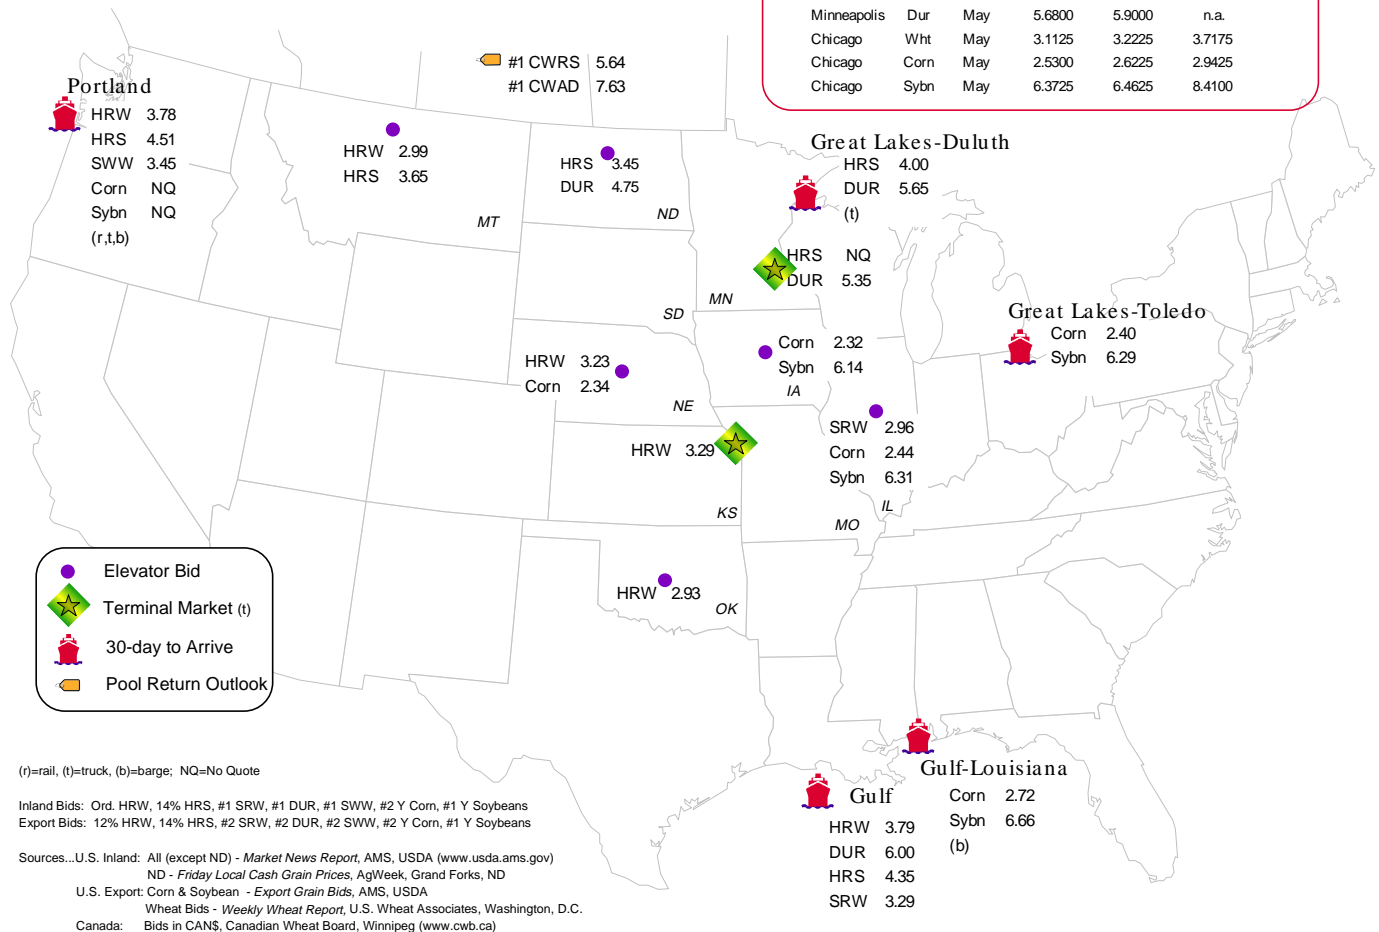 Minneapolis Dur May 5.6800 5.9000 n.a.
Chicago Wht May 3.1125 3.2225 3.7175
Chicago Corn May 2.5300 2.6225 2.9425
Chicago Sybn May 6.3725 6.4625 8.4100
#1 CWRS 5.64
#1 CWAD 7.63
Portland
HRW 3.78
HRS 4.51
SWW 3.45
Corn NQ
Sybn NQ
(r,t,b)
HRW 2.99
HRS 3.65
MT
HRS 3.45
DUR 4.75
ND
Great Lakes-Duluth
HRS 4.00
DUR 5.65
(t)
HRS NQ
DUR 5.35
MN
SD
Great Lakes-Toledo
Corn 2.40
Sybn 6.29
HRW 3.23
Corn 2.34
NE
Corn 2.32
Sybn 6.14
IA
SRW 2.96
Corn 2.44
Sybn 6.31
IL
HRW 3.29
KS
MO
HRW 2.93
OK
Elevator Bid
Terminal Market (t)
30-day to Arrive
Pool Return Outlook
Gulf-Louisiana
Corn 2.72
Sybn 6.66
(b)
Gulf
HRW 3.79
DUR 6.00
HRS 4.35
SRW 3.29
(r)=rail, (t)=truck, (b)=barge; NQ=No Quote
Inland Bids: Ord. HRW, 14% HRS, #1 SRW, #1 DUR, #1 SWW, #2 Y Corn, #1 Y Soybeans
Export Bids: 12% HRW, 14% HRS, #2 SRW, #2 DUR, #2 SWW, #2 Y Corn, #1 Y Soybeans
Sources...U.S. Inland: All (except ND) - Market News Report, AMS, USDA (www.usda.ams.gov)
ND - Friday Local Cash Grain Prices, AgWeek, Grand Forks, ND
U.S. Export: Corn & Soybean - Export Grain Bids, AMS, USDA
Wheat Bids - Weekly Wheat Report, U.S. Wheat Associates, Washington, D.C.
Canada: Bids in CAN$, Canadian Wheat Board, Winnipeg (www.cwb.ca)